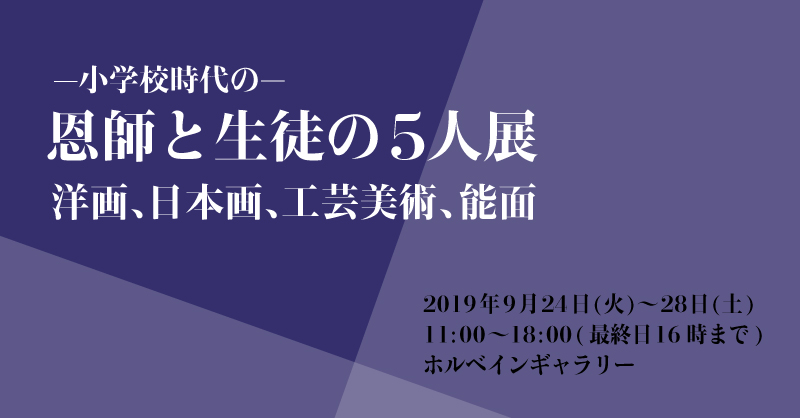 ―小学校時代の―
恩師と生徒の5人展
洋画、日本画、工芸美術、能面
2019年9月24日(火)～28日(土)
11:00～18:00(最終日16時まで)
ホルベインギャラリー